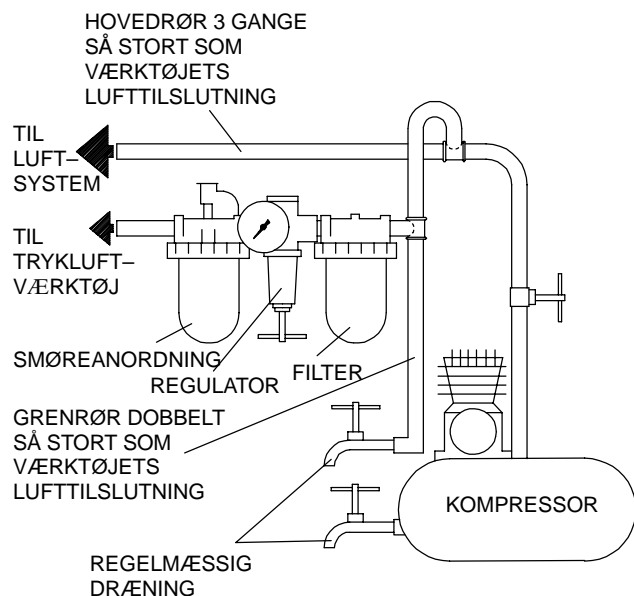 HOVEDRØR 3 GANGE
SÅ STORT SOM
VÆRKTØJETS
LUFTTILSLUTNING
TIL
LUFT–
SYSTEM
TIL
TRYKLUFT–
VÆRKTØJ
SMØREANORDNING
REGULATOR
FILTER
GRENRØR DOBBELT
SÅ STORT SOM
VÆRKTØJETS
LUFTTILSLUTNING
KOMPRESSOR
REGELMÆSSIG
DRÆNING